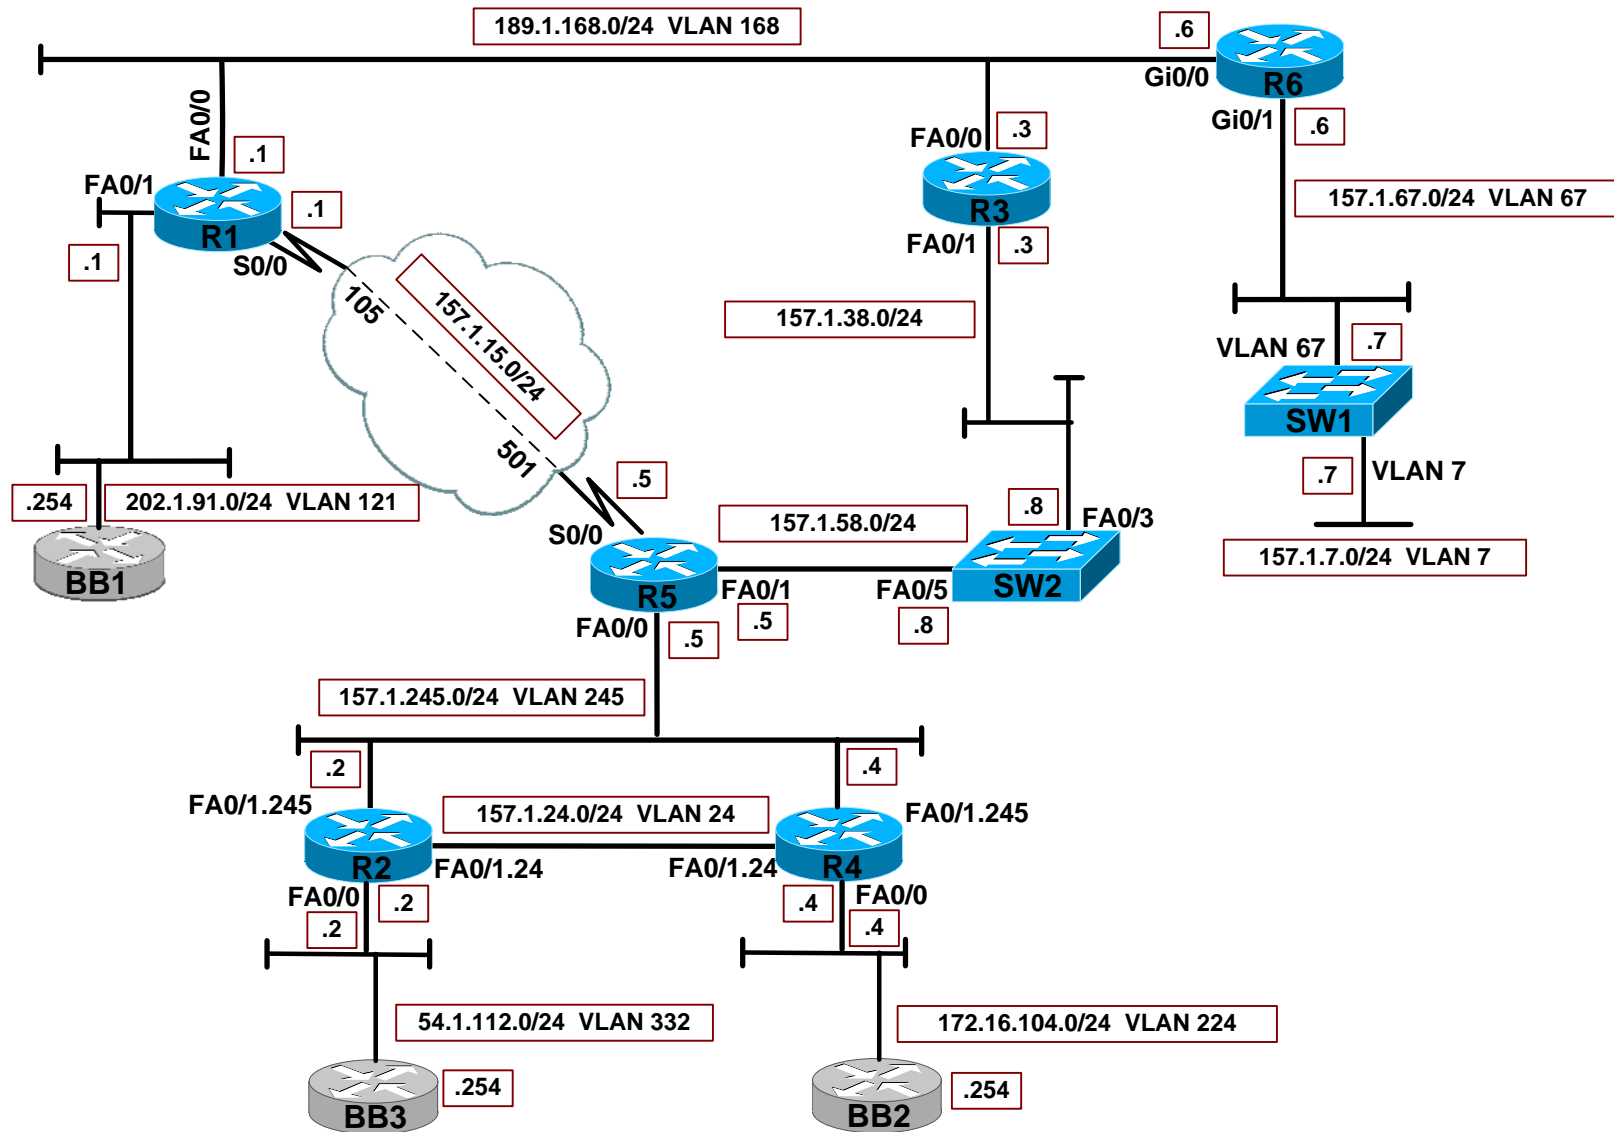 189.1.168.0/24 VLAN 168
.6
Gi0/0
R6
Gi0/1
.6
FA0/0
.1
FA0/0
.3
R3
FA0/1
.3
157.1.67.0/24 VLAN 67
FA0/1
R1
.1
S0/0
.1
105
157.1.15.0/24
501
157.1.38.0/24
VLAN 67
.7
SW1
.7
VLAN 7
157.1.7.0/24 VLAN 7
.254
202.1.91.0/24 VLAN 121
BB1
.5
S0/0
157.1.58.0/24
.8
FA0/3
R5
FA0/1
.5
FA0/5
.8
SW2
FA0/0
.5
157.1.245.0/24 VLAN 245
.2
.4
FA0/1.245
157.1.24.0/24 VLAN 24
FA0/1.245
R2
FA0/1.24
FA0/1.24
R4
FA0/0
.2
.2
.4
FA0/0
.4
54.1.112.0/24 VLAN 332
172.16.104.0/24 VLAN 224
BB3
.254
BB2
.254